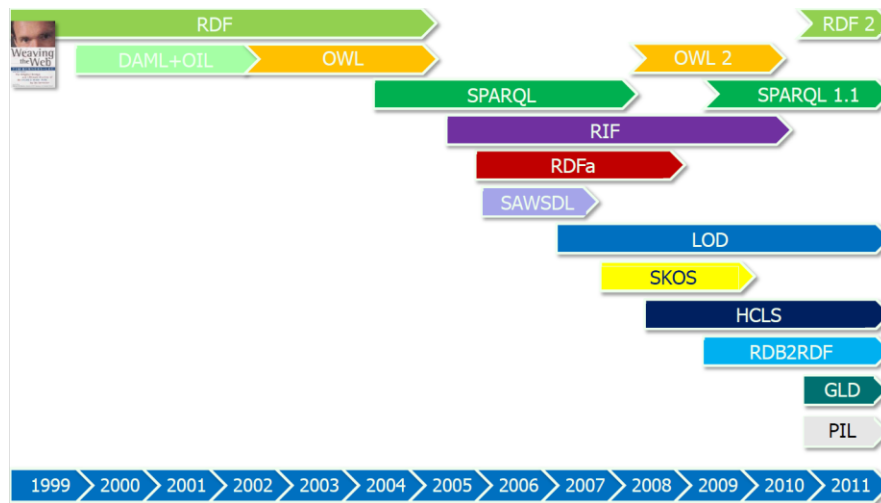 RDF
RDF 2
Weaving
the Web
DAML+OIL
OWL
OWL 2
SPARQL
SPARQL 1.1
RIF
RDFa
SAWSDL
LOD
SKOS
HCLS
RDB2RDF
GLD
PIL
1999 2000 2001 2002 2003 2004 2005 2006 2007 2008 2009 2010 2011